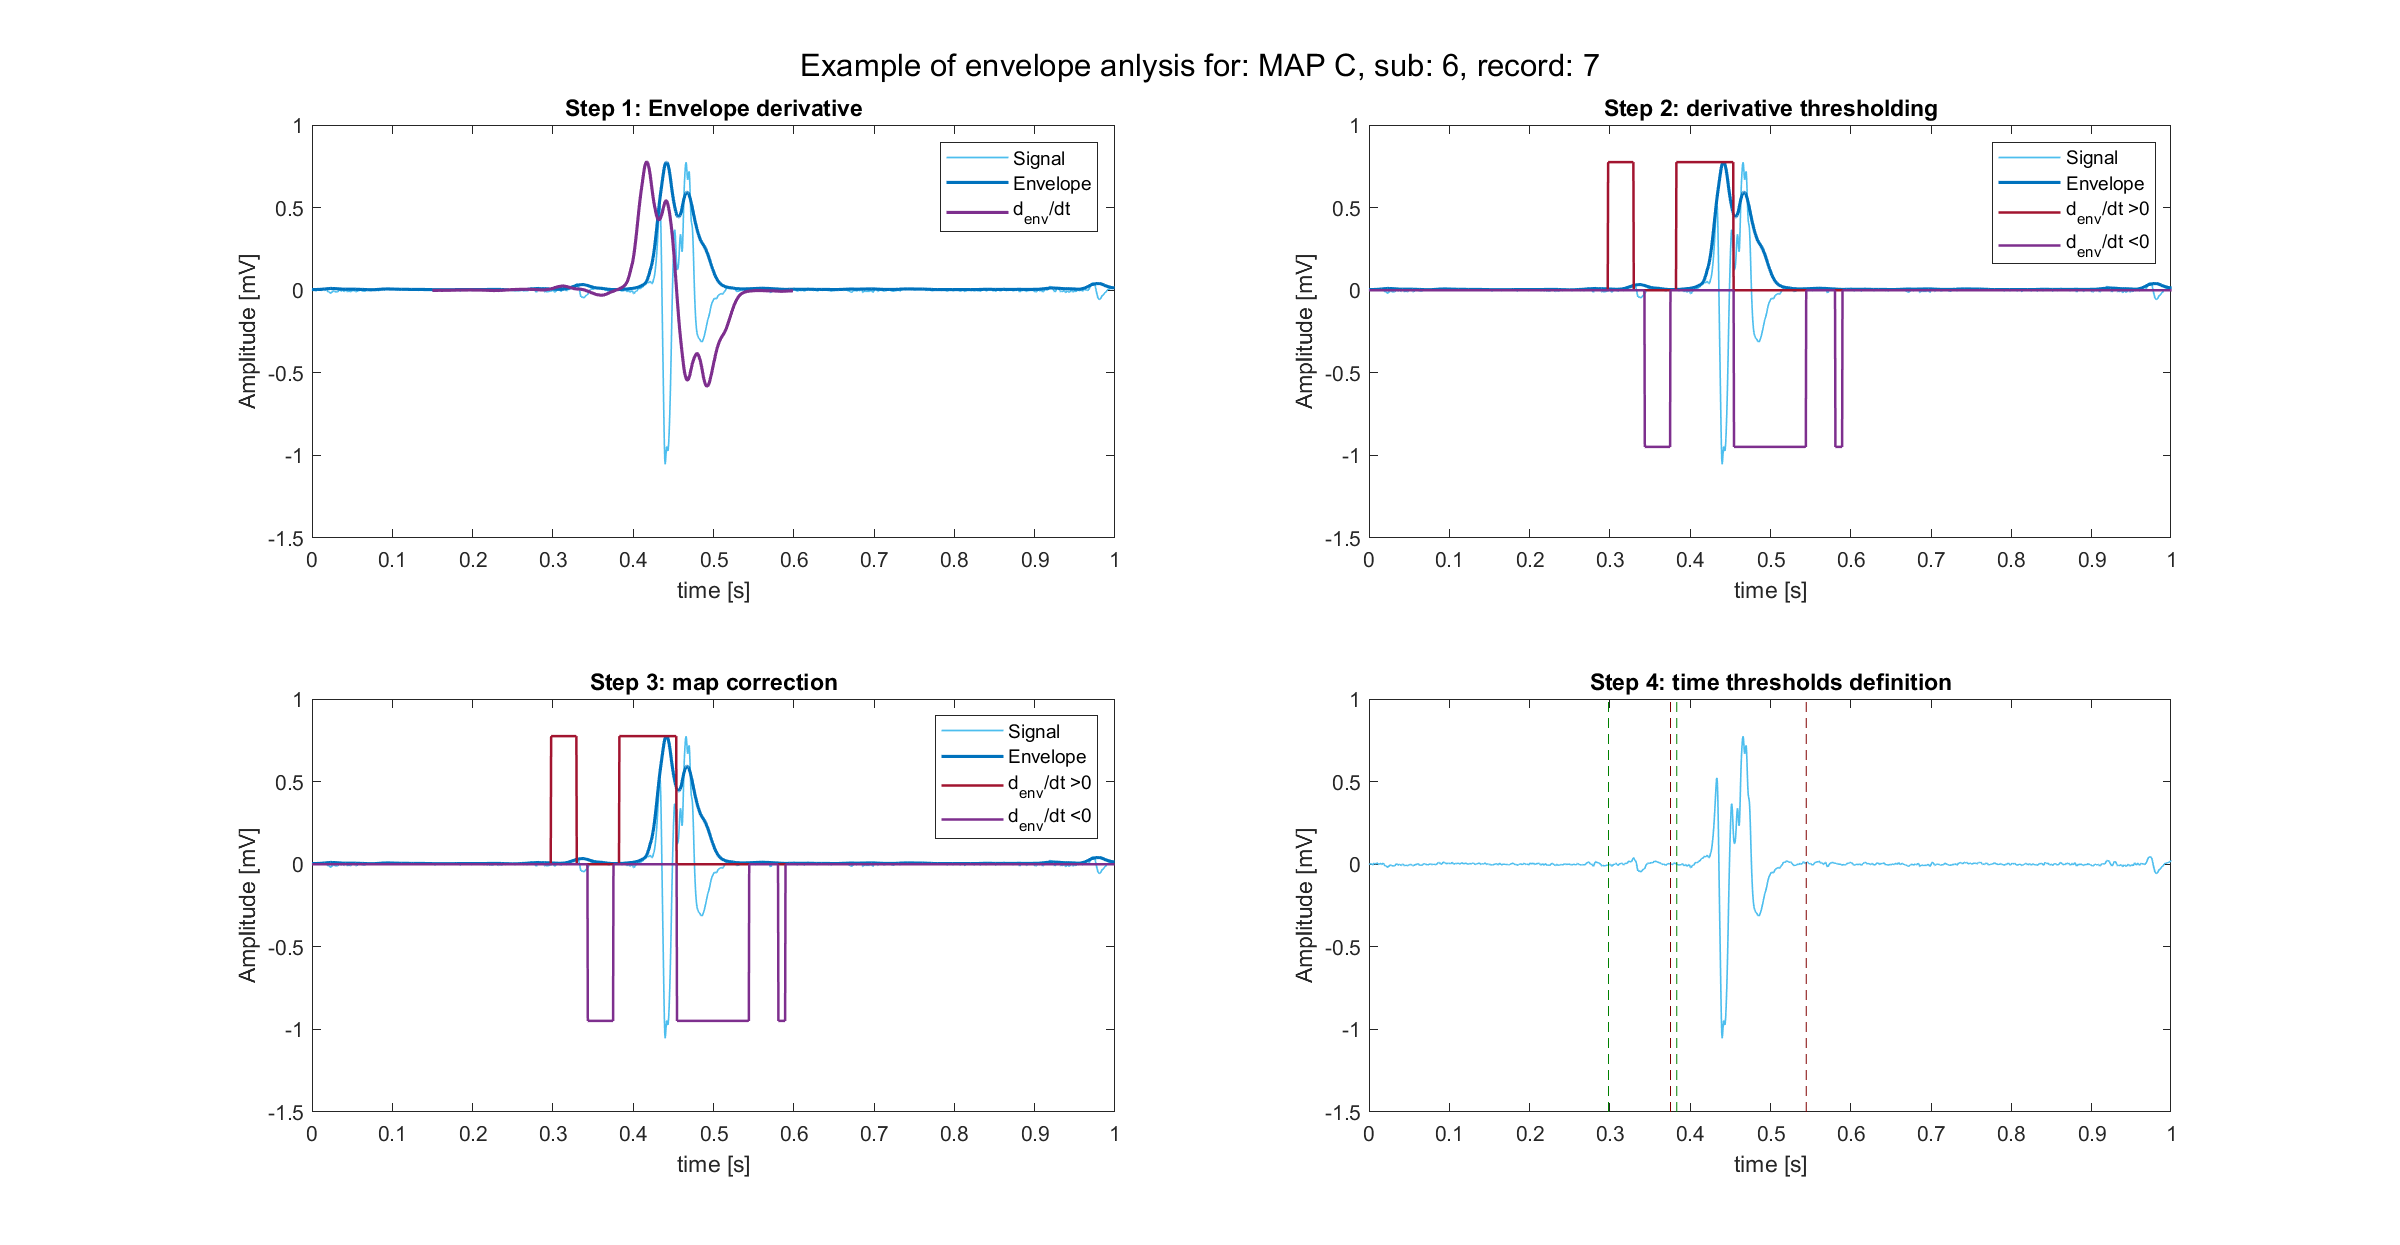 Example of envelope anlysis for: MAP C, sub: 6, record: 7
Step 1: Envelope derivative
1
0.5
0
-0.5
-1
-1.5
Amplitude [mV]
Signal
Envelope
d_env/dt
0 0.1 0.2 0.3 0.4 0.5 0.6 0.7 0.8 0.9 1
time [s]
Step 2: derivative thresholding
1
0.5
0
-0.5
-1
-1.5
Amplitude [mV]
Signal
Envelope
d_env/dt >0
d_env/dt <0
0 0.1 0.2 0.3 0.4 0.5 0.6 0.7 0.8 0.9 1
time [s]
Step 3: map correction
1
0.5
0
-0.5
-1
-1.5
Amplitude [mV]
Signal
Envelope
d_env/dt >0
d_env/dt <0
0 0.1 0.2 0.3 0.4 0.5 0.6 0.7 0.8 0.9 1
time [s]
Step 4: time thresholds definition
1
0.5
0
-0.5
-1
-1.5
Amplitude [mV]
0 0.1 0.2 0.3 0.4 0.5 0.6 0.7 0.8 0.9 1
time [s]